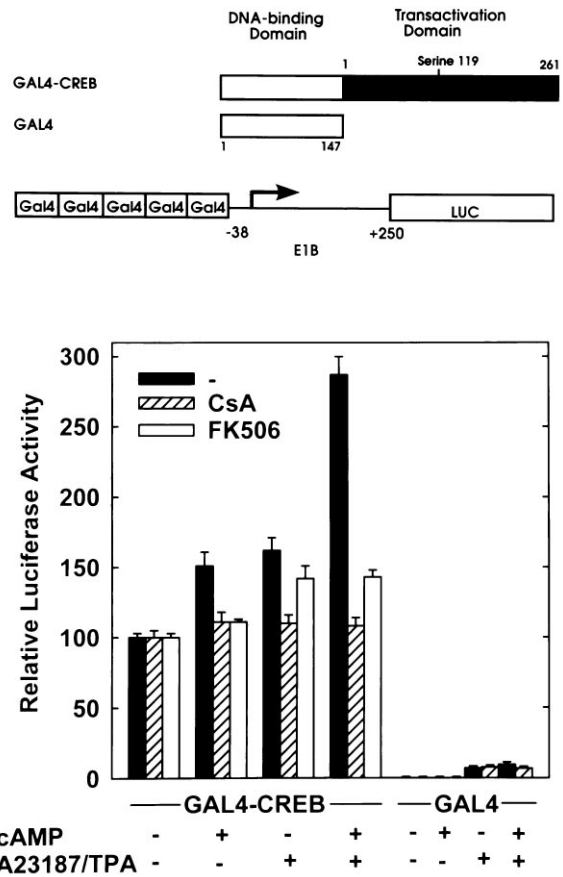 DNA-binding Domain
Transactivation Domain
1 Serine 119 261
GAL4-CREB
GAL4
1 147
Gal4 Gal4 Gal4 Gal4 Gal4 LUC
-38 +250
E1B
300
250
200
150
100
50
0
Relative Luciferase Activity
-
CsA
FK506
GAL4-CREB GAL4
cAMP - + - + - + - +
A23187/TPA - - + + - - + +